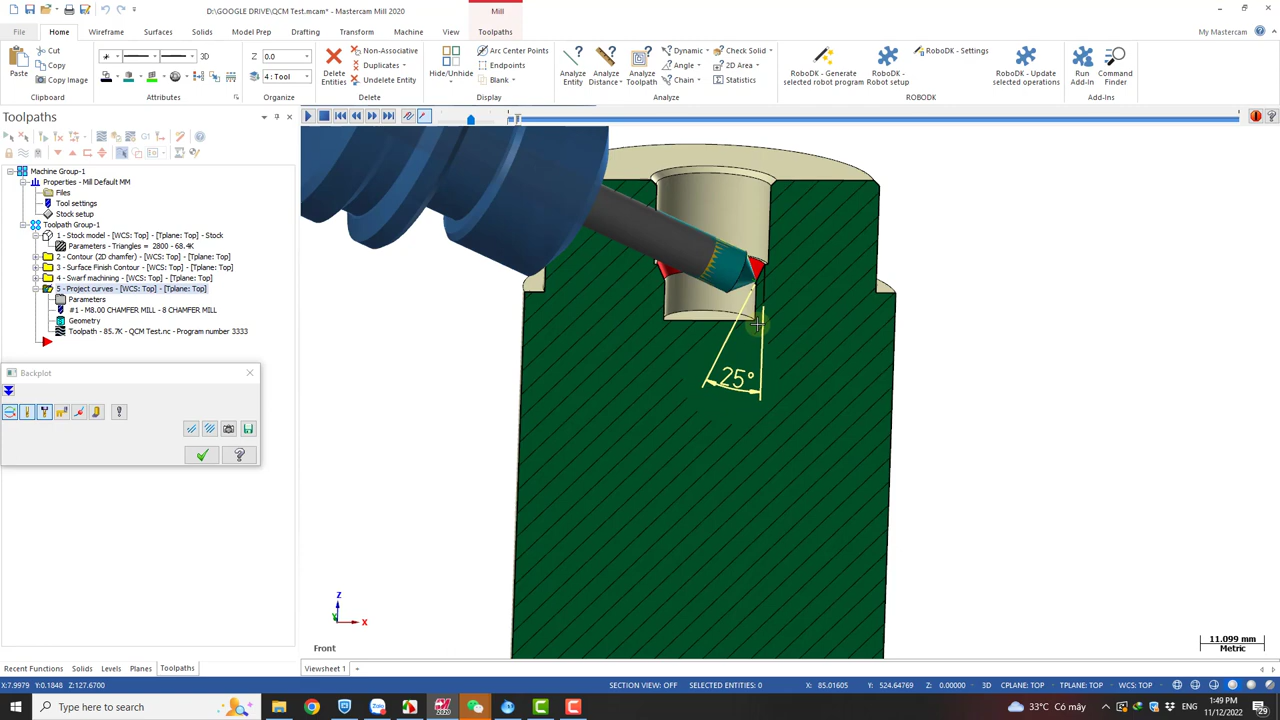 D:\GOOGLE DRIVE\QCM Test.mcam* - Mastercam Mill 2020
Mill
File Home Wireframe Surfaces Solids Model Prep Drafting Transform Machine View Toolpaths
My Mastercam
Paste
Cut
Copy
Copy Image
Clipboard
3D
Attributes
Z 0.0
4 : Tool
Organize
Delete Entities
Non-Associative
Duplicates
Undelete Entity
Delete
Hide/Unhide
Arc Center Points
Endpoints
Blank
Display
Analyze Entity
Analyze Distance
Analyze Toolpath
Dynamic
Angle
Chain
Check Solid
2D Area
Statistics
Analyze
RoboDK - Generate selected robot program
RoboDK - Robot setup
RoboDK - Settings
RoboDK - Update selected operations
ROBODK
Run Add-in
Command Finder
Add-Ins
Toolpaths
G1
Machine Group-1
Properties - Mill Default MM
Files
Tool settings
Stock setup
Toolpath Group-1
1 - Stock model - [WCS: Top] - [Tplane: Top] - Stock
Parameters - Triangles = 2800 - 68.4K
2 - Contour (2D chamfer) - [WCS: Top] - [Tplane: Top]
3 - Surface Finish Contour - [WCS: Top] - [Tplane: Top]
4 - Swarf machining - [WCS: Top] - [Tplane: Top]
5 - Project curves - [WCS: Top] - [Tplane: Top]
Parameters
#1 - M8.00 CHAMFER MILL - 8 CHAMFER MILL
Geometry
Toolpath - 85.7K - QCM Test.nc - Program number 3333
Backplot
25°
Z
Y
X
Front
11.099 mm
Metric
Recent Functions Solids Levels Planes Toolpaths
Viewsheet 1
X:7.9979 Y:0.1848 Z:127.6700
SECTION VIEW: OFF SELECTED ENTITIES: 0 X: 85.01605 Y: 524.64769 Z: 0.00000 3D CPLANE: TOP TPLANE: TOP WCS: TOP
Type here to search
33°C Có mây
1:49 PM
11/12/2022